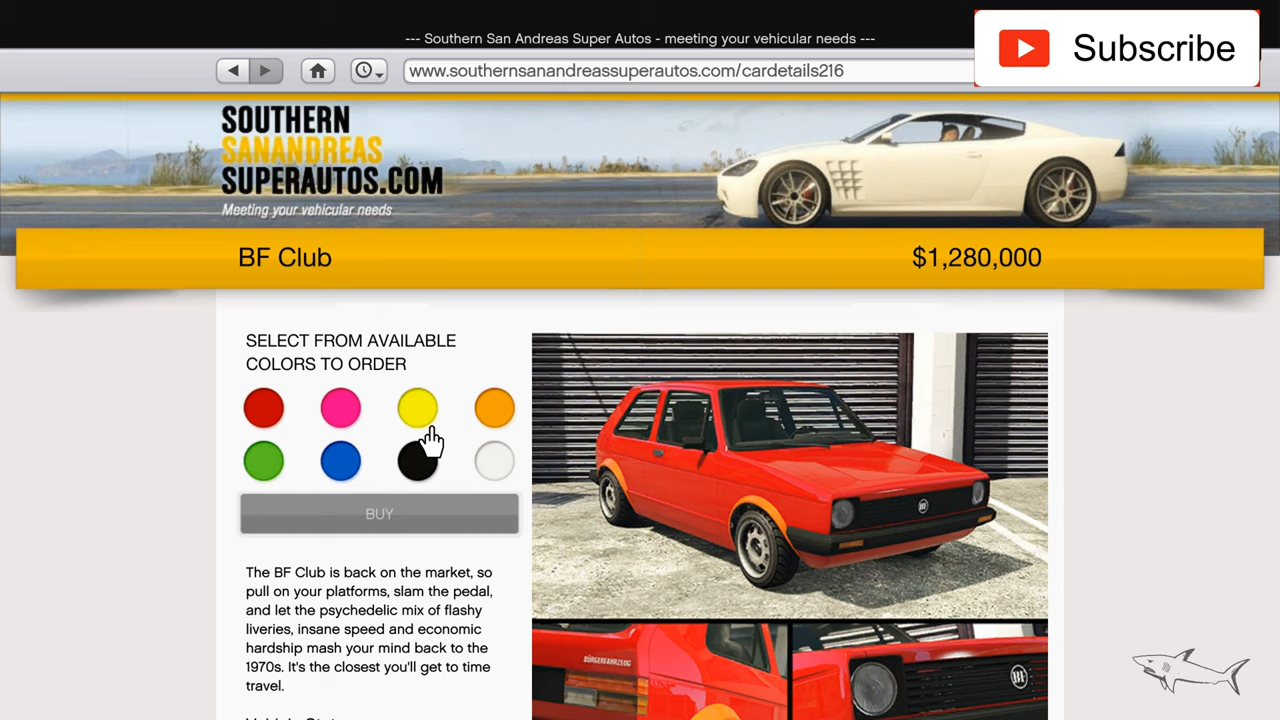 --- Southern San Andreas Super Autos - meeting your vehicular needs ---
Subscribe
www.southernsanandreassuperautos.com/cardetails216
SOUTHERN
SANANDREAS
SUPERAUTOS.COM
Meeting your vehicular needs
BF Club
$1,280,000
SELECT FROM AVAILABLE
COLORS TO ORDER
BUY
The BF Club is back on the market, so
pull on your platforms, slam the pedal,
and let the psychedelic mix of flashy
liveries, insane speed and economic
hardship mash your mind back to the
1970s. It's the closest you'll get to time
travel.
BÜRGERFAHRZEUG
BF